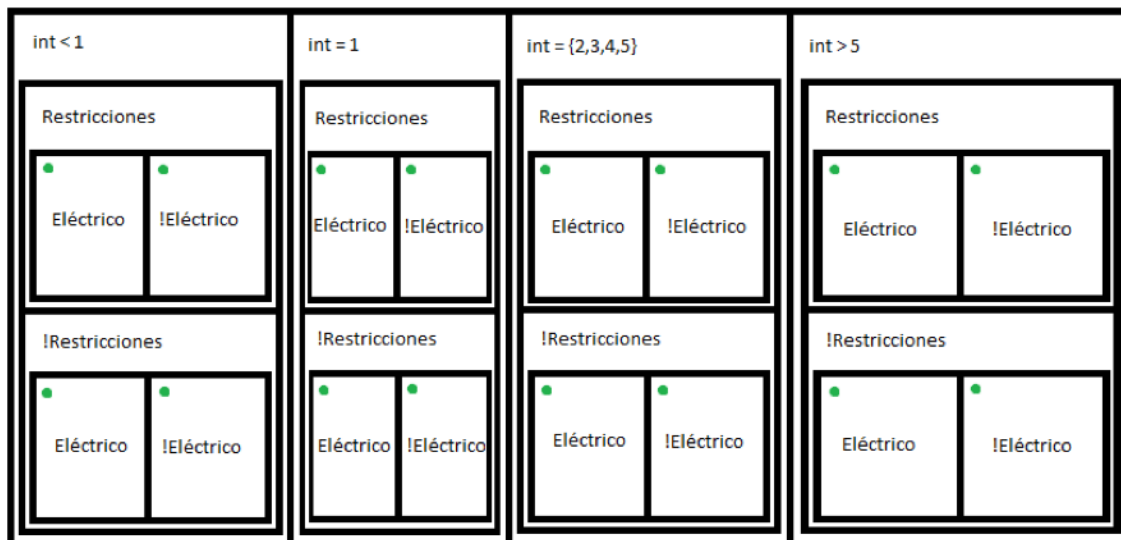 int < 1
int = 1
int = {2,3,4,5}
int > 5
Restricciones
Restricciones
Restricciones
Restricciones
Eléctrico
!Eléctrico
Eléctrico
!Eléctrico
Eléctrico
!Eléctrico
Eléctrico
!Eléctrico
!Restricciones
!Restricciones
!Restricciones
!Restricciones
Eléctrico
!Eléctrico
Eléctrico
!Eléctrico
Eléctrico
!Eléctrico
Eléctrico
!Eléctrico